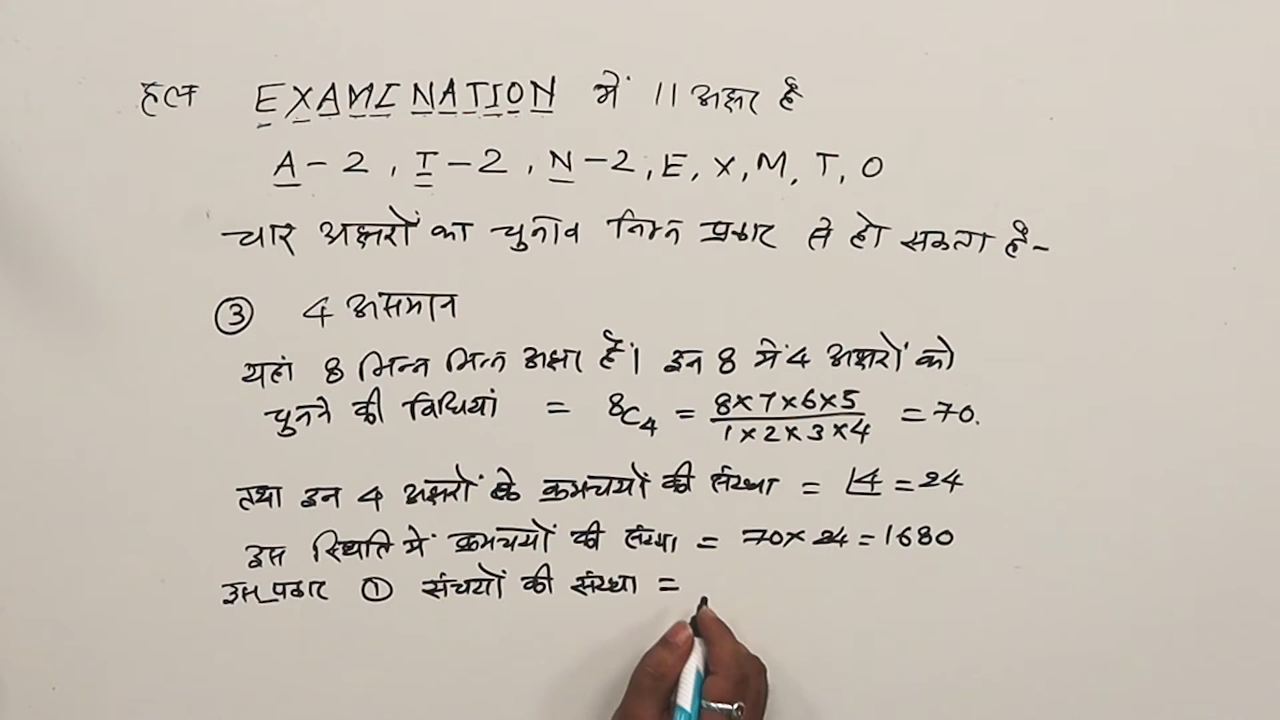 हल EXAMINATION में 11 अक्षर हैं
A-2, I-2, N-2, E, X, M, T, O
चार अक्षरों का चुनाव निम्न प्रकार से हो सकता है-
③ 4 असमान
यहां 8 भिन्न भिन्न अक्षर हैं। इन 8 में 4 अक्षरों को
चुनने की विधियां = ⁸C₄ = 8×7×6×5/1×2×3×4 = 70.
तथा इन 4 अक्षरों के क्रमचयों की संख्या = |4 = 24
इस स्थिति में क्रमचयों की संख्या = 70×24 = 1680
इस प्रकार ① संचयों की संख्या =